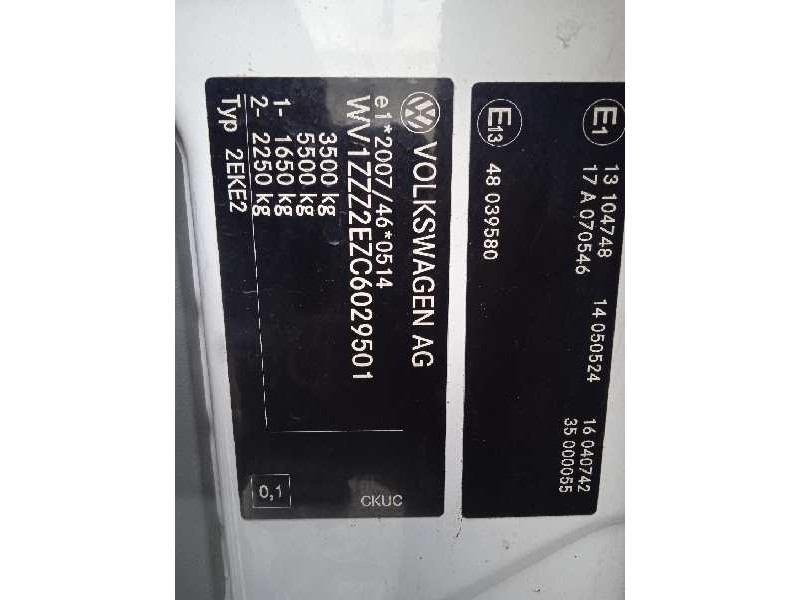 VOLKSWAGEN AG
e1*2007/46*0514
WV1ZZZ2EZC6029501
3500 kg
5500 kg
1- 1650 kg
2- 2250 kg
Typ 2EKE2
0,1
CKUC
E1 13 104748 14 050524 16 040742
17 A 070546 35 000055
E13 48 039580